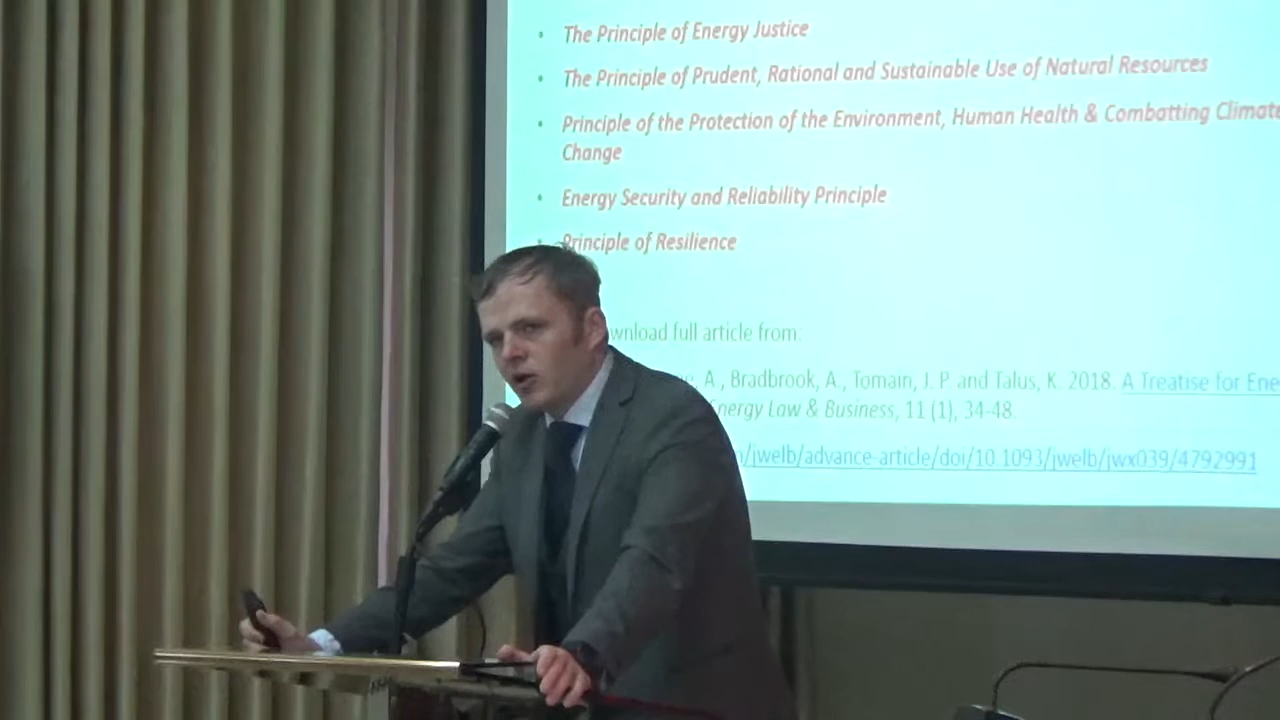 • The Principle of Energy Justice
• The Principle of Prudent, Rational and Sustainable Use of Natural Resources
• Principle of the Protection of the Environment, Human Health & Combatting Climate
Change
• Energy Security and Reliability Principle
• Principle of Resilience
wnload full article from:
A., Bradbrook, A., Tomain, J. P. and Talus, K. 2018. A Treatise for Ene
nergy Law & Business, 11 (1), 34-48.
/jwelb/advance-article/doi/10.1093/jwelb/jwx039/4792991